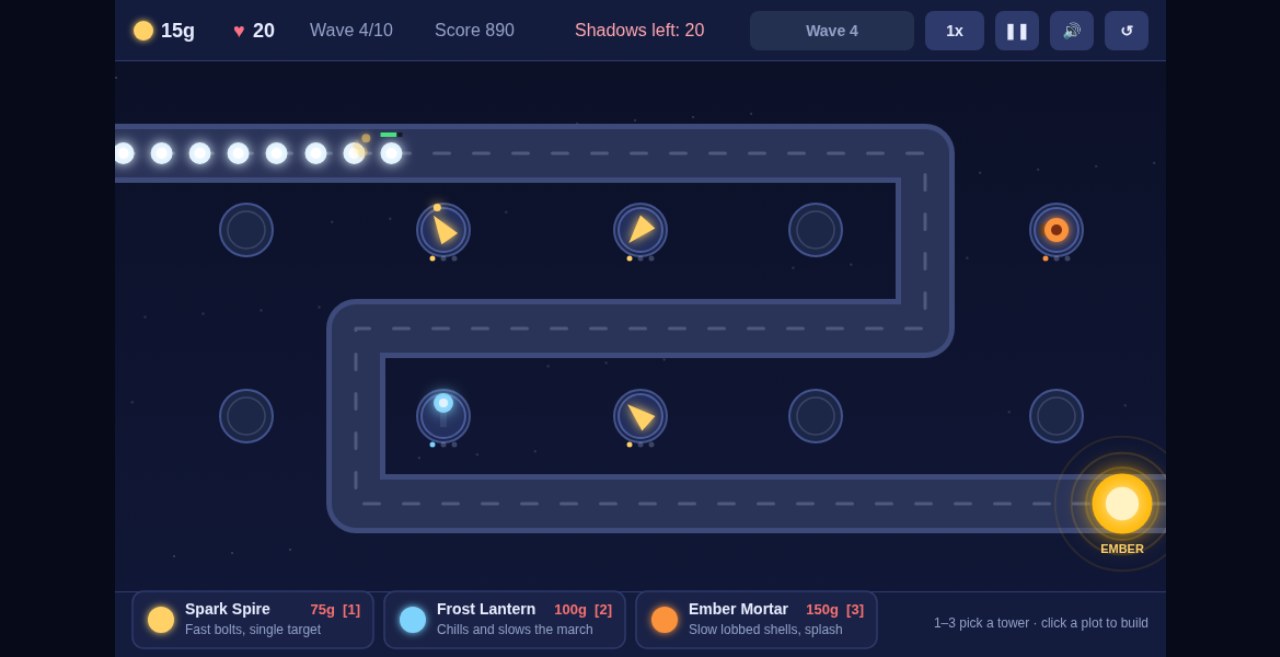 15g ♥ 20 Wave 4/10 Score 890 Shadows left: 20 Wave 4 1x
EMBER
Spark Spire 75g [1]
Fast bolts, single target
Frost Lantern 100g [2]
Chills and slows the march
Ember Mortar 150g [3]
Slow lobbed shells, splash
1–3 pick a tower · click a plot to build